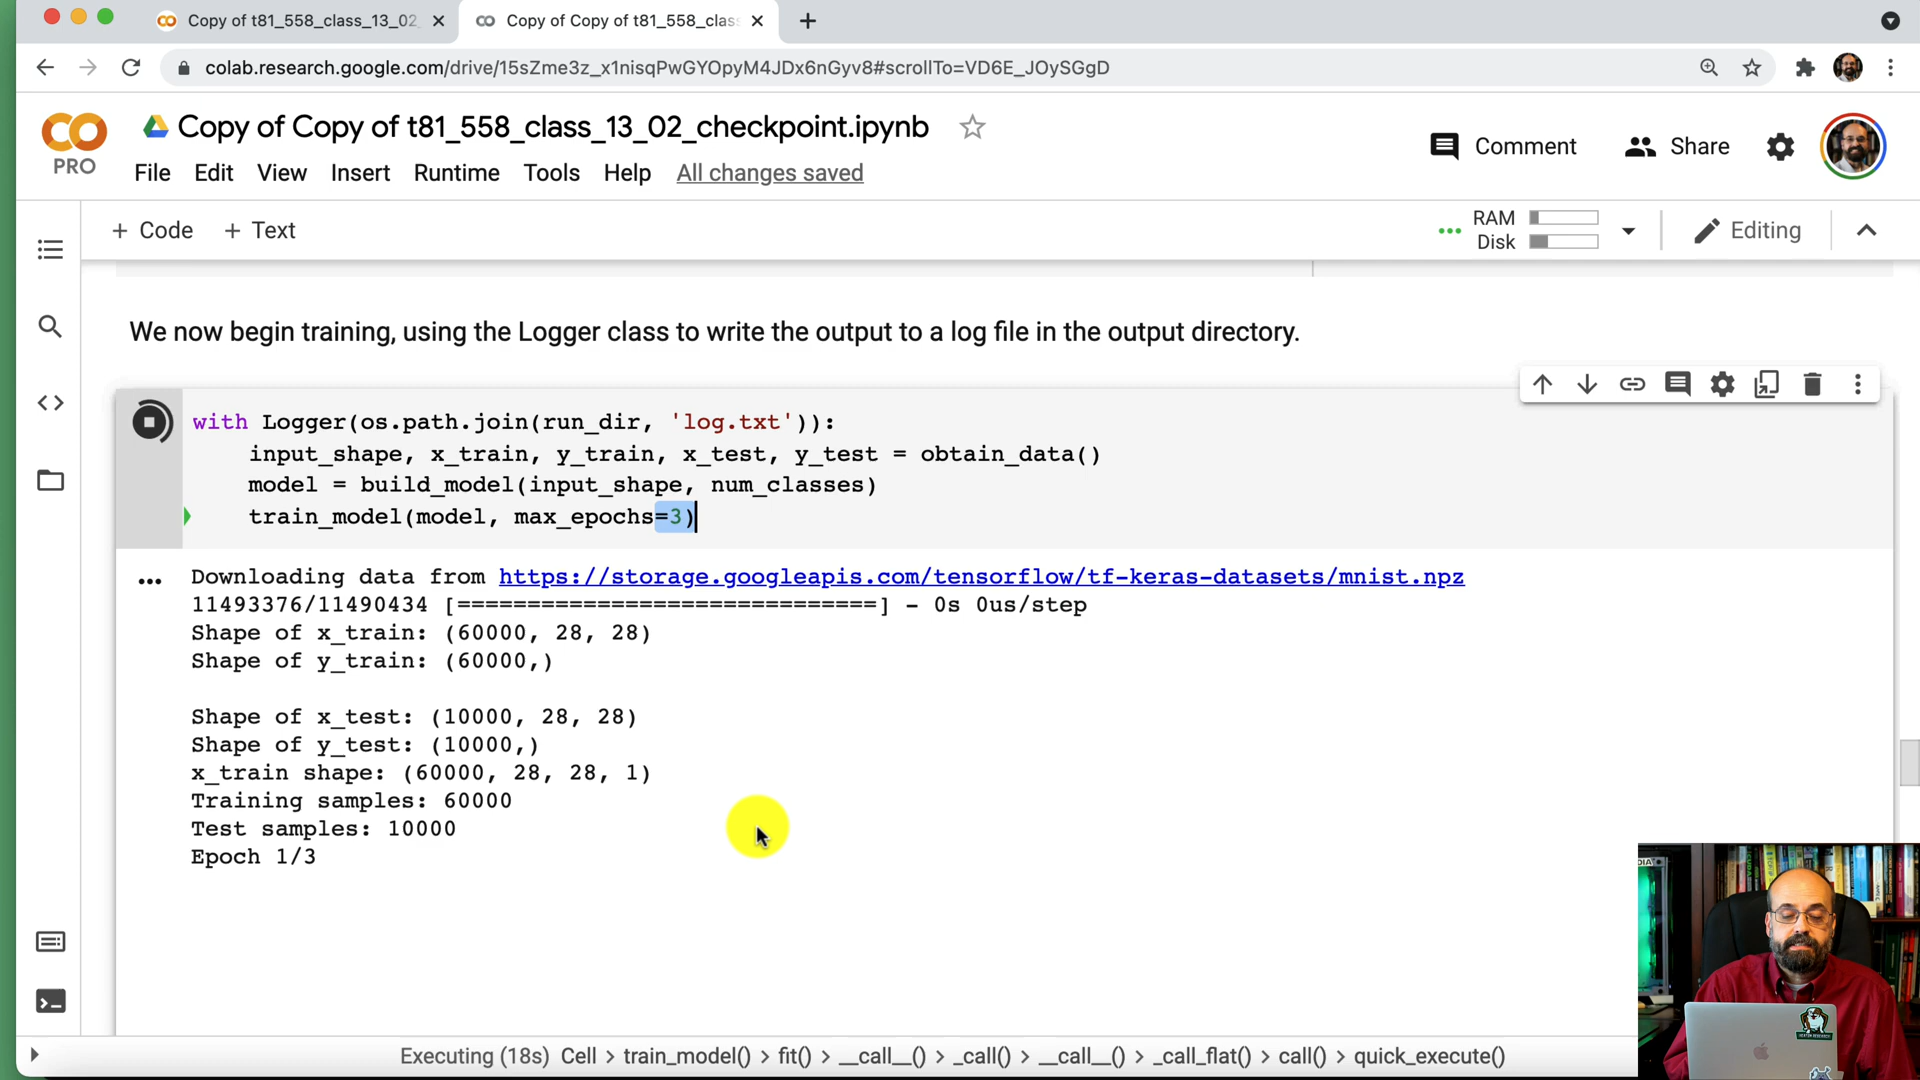 Copy of t81_558_class_13_02
Copy of Copy of t81_558_clas
colab.research.google.com/drive/15sZme3z_x1nisqPwGYOpyM4JDx6nGyv8#scrollTo=VD6E_JOySGgD
PRO
Copy of Copy of t81_558_class_13_02_checkpoint.ipynb
Comment
Share
File Edit View Insert Runtime Tools Help All changes saved
+ Code + Text
RAM
Disk
Editing
We now begin training, using the Logger class to write the output to a log file in the output directory.
with Logger(os.path.join(run_dir, 'log.txt')):
input_shape, x_train, y_train, x_test, y_test = obtain_data()
model = build_model(input_shape, num_classes)
train_model(model, max_epochs=3)
Downloading data from https://storage.googleapis.com/tensorflow/tf-keras-datasets/mnist.npz
11493376/11490434 [==============================] - 0s 0us/step
Shape of x_train: (60000, 28, 28)
Shape of y_train: (60000,)
Shape of x_test: (10000, 28, 28)
Shape of y_test: (10000,)
x_train shape: (60000, 28, 28, 1)
Training samples: 60000
Test samples: 10000
Epoch 1/3
Executing (18s) Cell > train_model() > fit() > __call__() > _call() > __call__() > _call_flat() > call() > quick_execute()